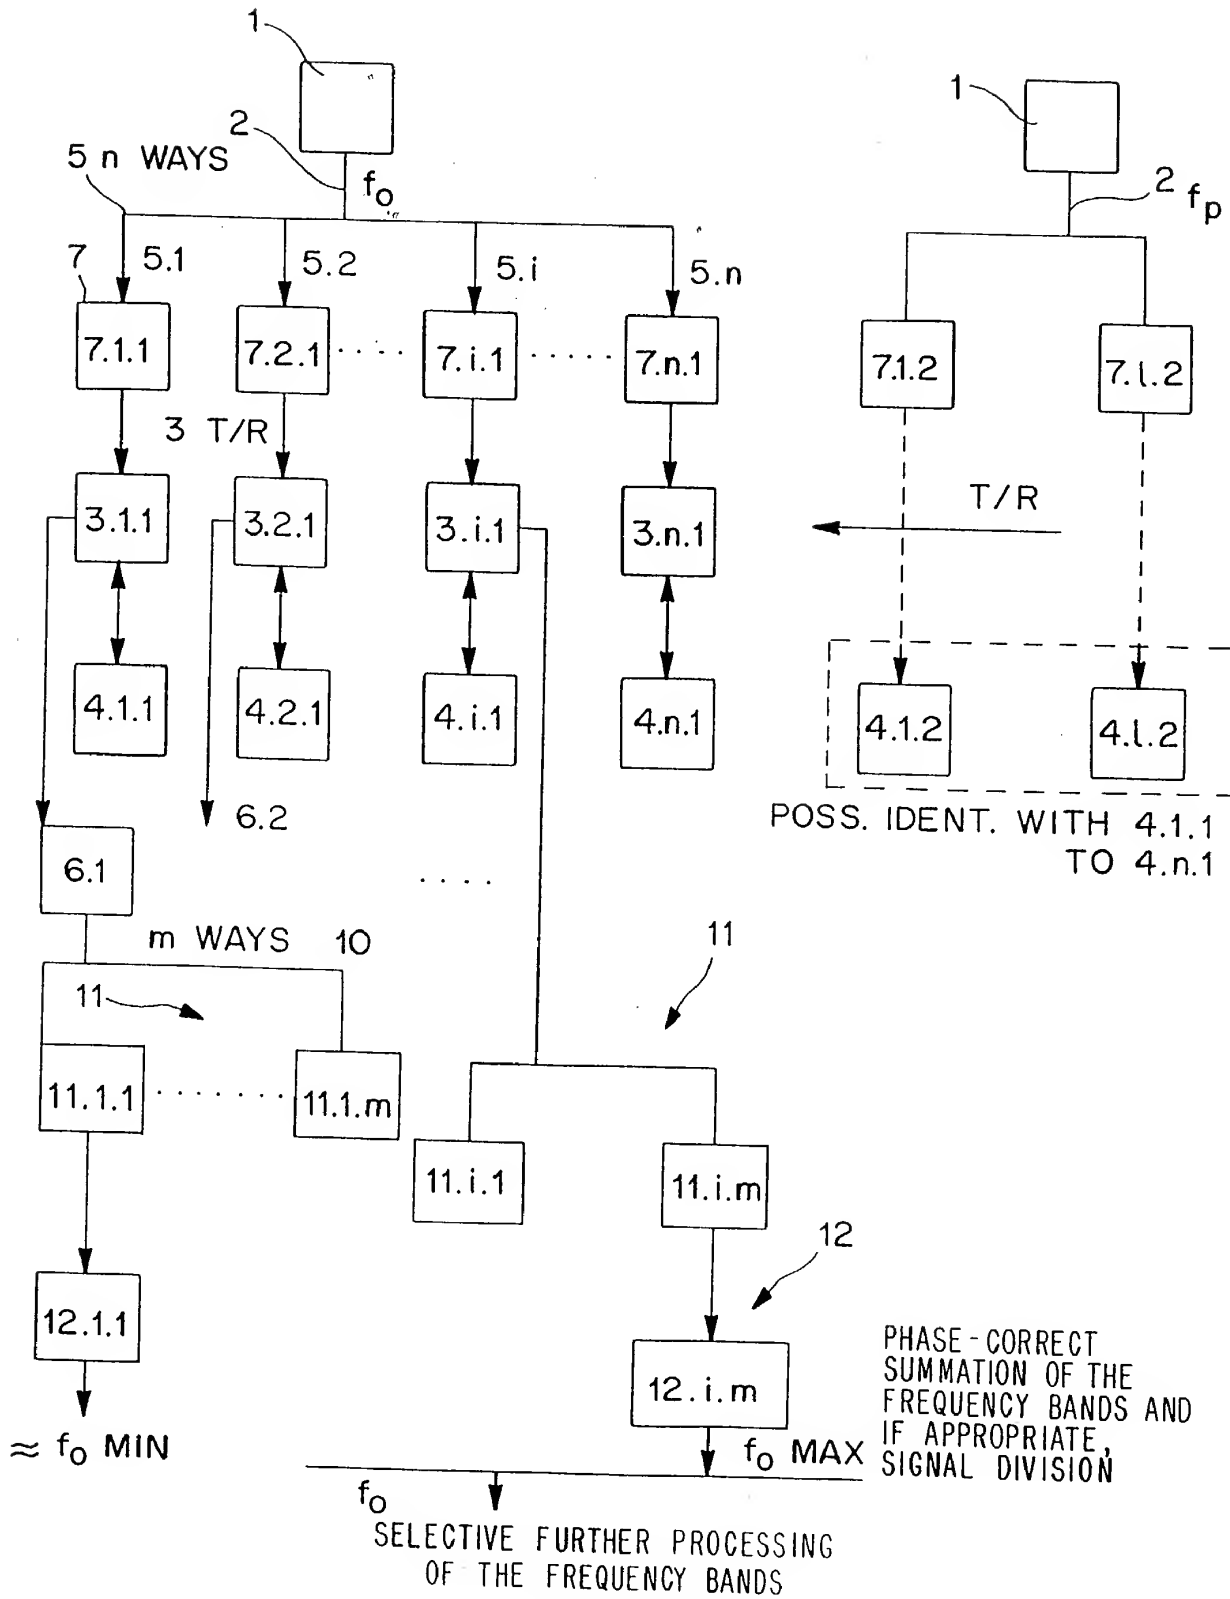 1
1
2
5 n WAYS
f₀
2 fₚ
7
5.1
5.2
5.i
5.n
7.1.1
7.2.1 .....
7.i.1 ......
7.n.1
7.1.2
7.l.2
3 T/R
T/R
3.1.1
3.2.1
3.i.1
3.n.1
4.1.1
4.2.1
4.i.1
4.n.1
4.1.2
4.l.2
6.2
POSS. IDENT. WITH 4.1.1
TO 4.n.1
6.1
....
m WAYS 10
11
11
11.1.1 ........
11.1.m
11.i.1
11.i.m
12
12.1.1
12.i.m
PHASE-CORRECT
SUMMATION OF THE
FREQUENCY BANDS AND
IF APPROPRIATE,
SIGNAL DIVISION
≈ f₀ MIN
f₀ MAX
f₀
SELECTIVE FURTHER PROCESSING
OF THE FREQUENCY BANDS